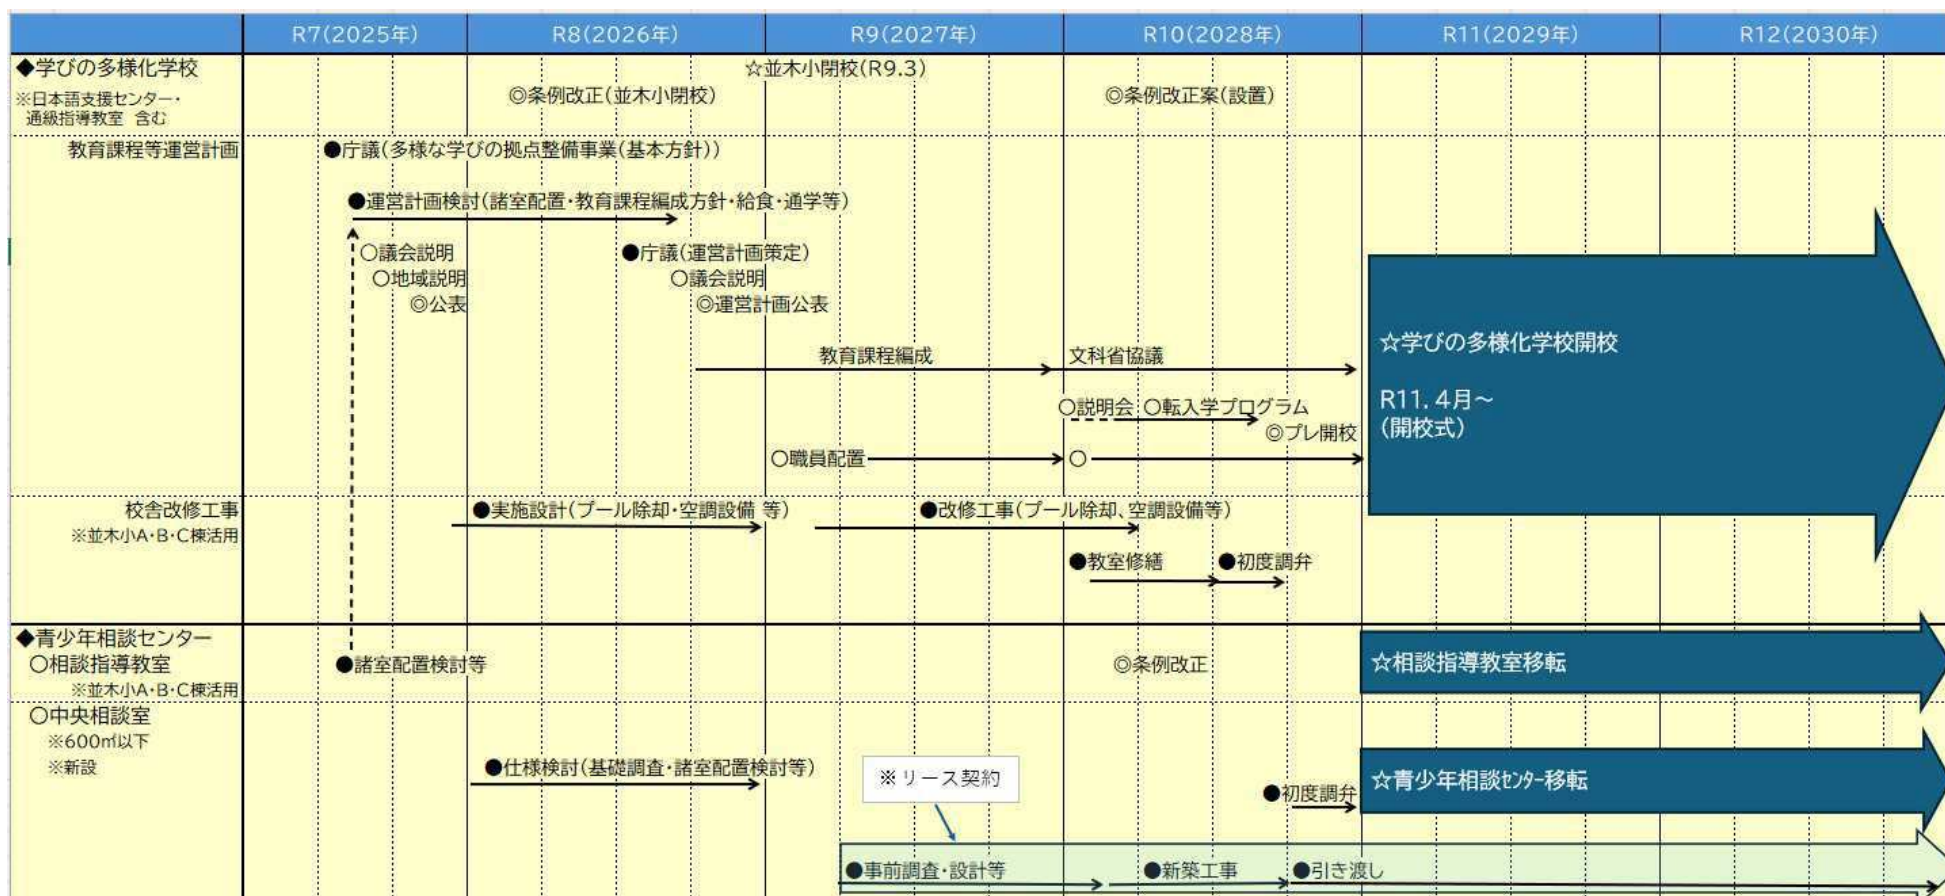 R7(2025年) R8(2026年) R9(2027年) R10(2028年) R11(2029年) R12(2030年)
◆学びの多様化学校
☆並木小閉校(R9.3)
※日本語支援センター・
通級指導教室 含む
◎条例改正(並木小閉校)
◎条例改正案(設置)
教育課程等運営計画
●庁議(多様な学びの拠点整備事業(基本方針))
●運営計画検討(諸室配置・教育課程編成方針・給食・通学等)
○議会説明
●庁議(運営計画策定)
○地域説明
○議会説明
◎公表
◎運営計画公表
教育課程編成
文科省協議
○説明会
○転入学プログラム
◎プレ開校
○職員配置
○
☆学びの多様化学校開校
R11.4月～
(開校式)
校舎改修工事
※並木小A・B・C棟活用
●実施設計(プール除却・空調設備 等)
●改修工事(プール除却、空調設備等)
●教室修繕
●初度調弁
◆青少年相談センター
○相談指導教室
※並木小A・B・C棟活用
●諸室配置検討等
◎条例改正
☆相談指導教室移転
○中央相談室
※600㎡以下
※新設
●仕様検討(基礎調査・諸室配置検討等)
※リース契約
●初度調弁
☆青少年相談ｾﾝﾀｰ移転
●事前調査・設計等
●新築工事
●引き渡し